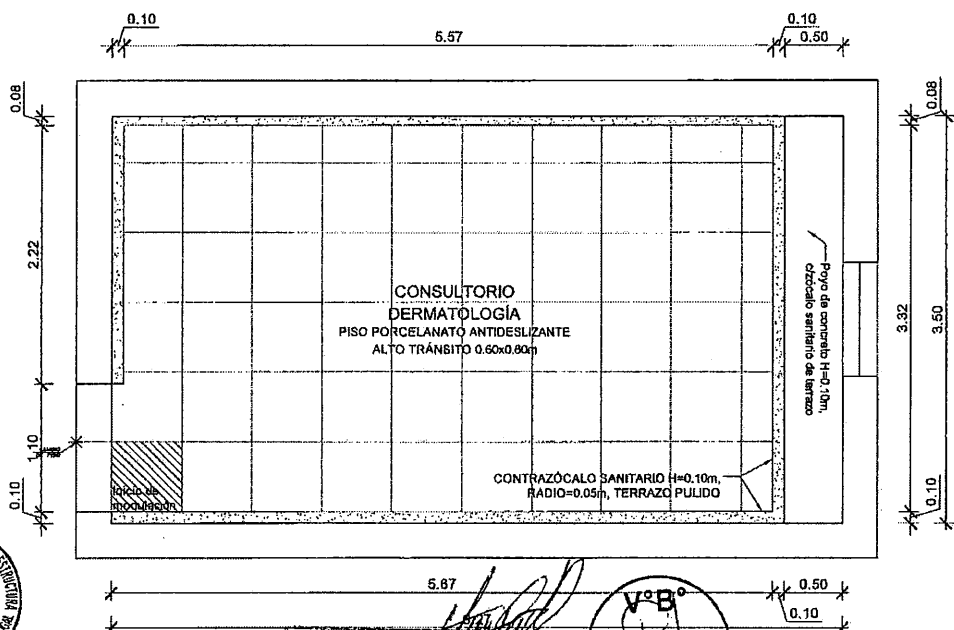 0.10
5.57
0.10
0.50
0.08
0.08
2.22
CONSULTORIO
DERMATOLOGÍA
PISO PORCELANATO ANTIDESLIZANTE
ALTO TRÁNSITO 0.60x0.60m
Poyo de concreto H=0.10m,
c/zócalo sanitario de terrazo
3.32
3.50
1.10
Inicio de
modulación
CONTRAZÓCALO SANITARIO H=0.10m,
RADIO=0.05m, TERRAZO PULIDO
0.10
0.10
5.67
0.50
0.10
V°B°